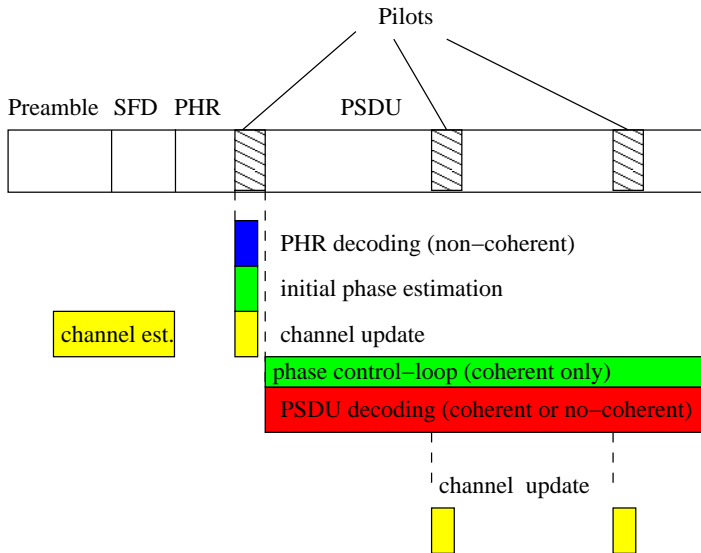 Pilots
Preamble SFD PHR PSDU
PHR decoding (non−coherent)
initial phase estimation
channel est. channel update
phase control−loop (coherent only)
PSDU decoding (coherent or no−coherent)
channel update